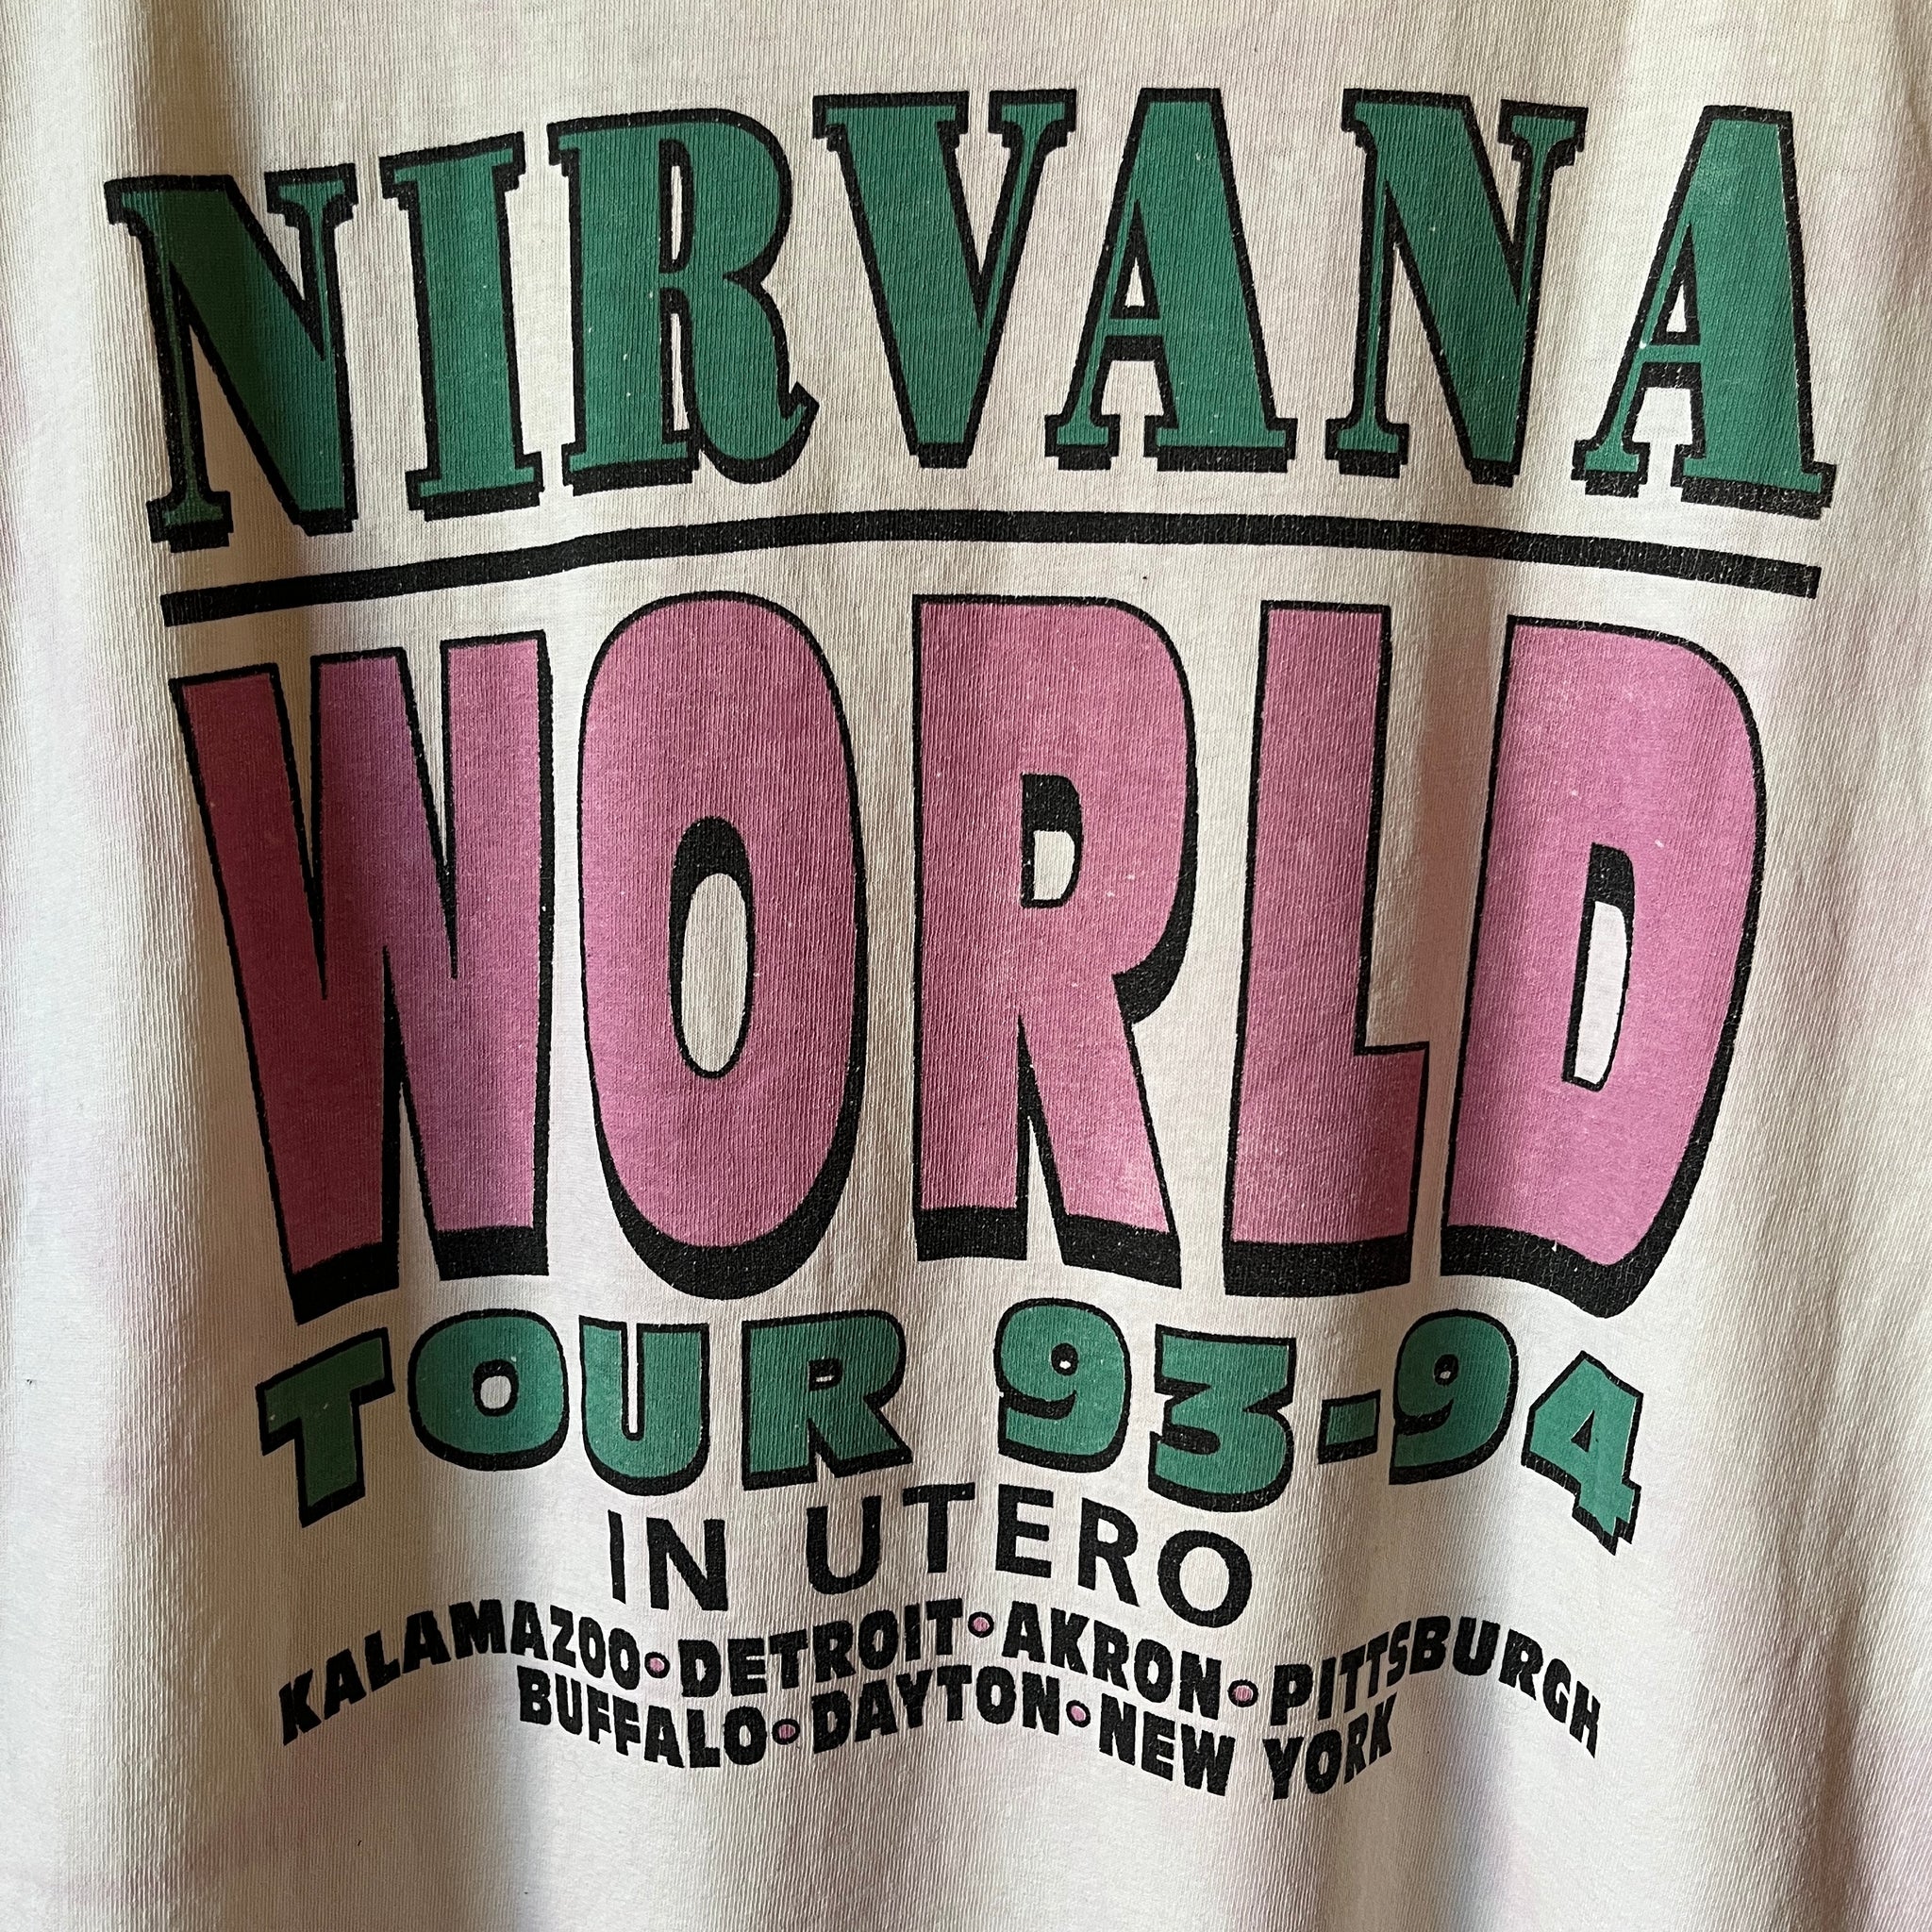 NIRVANA
WORLD
TOUR 93-94
IN UTERO
KALAMAZOO•DETROIT•AKRON•PITTSBURGH
BUFFALO•DAYTON•NEW YORK